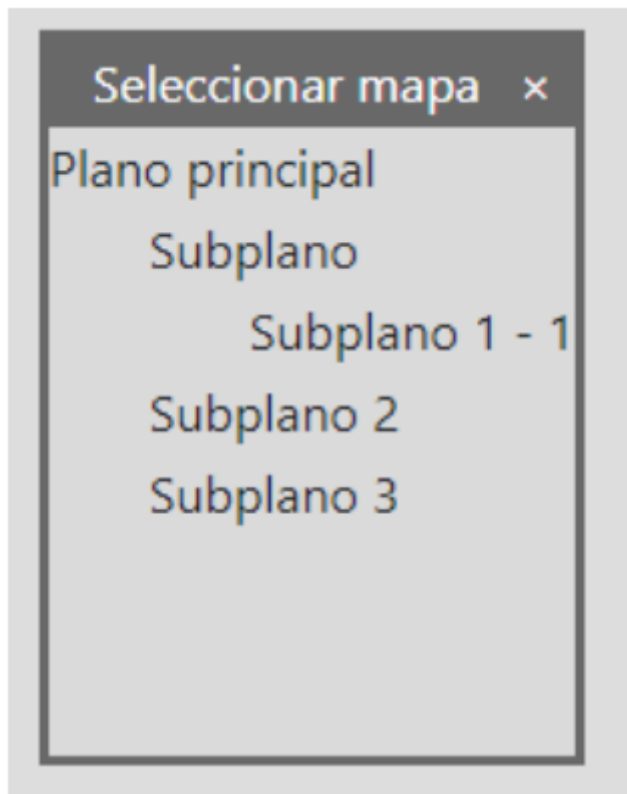 Seleccionar mapa ×
Plano principal
Subplano
Subplano 1 - 1
Subplano 2
Subplano 3